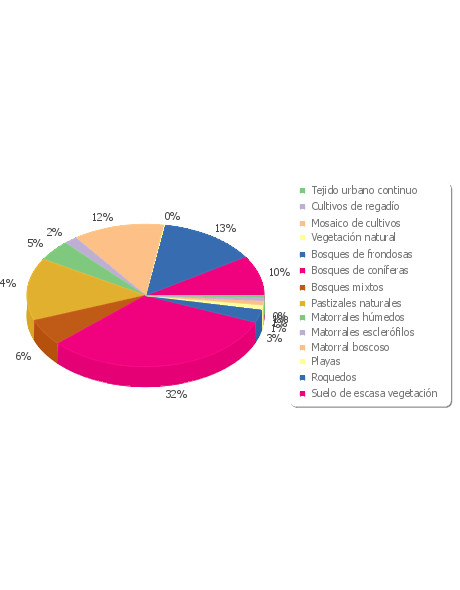 0%
12%
13%
2%
5%
10%
4%
1%
3%
6%
32%
Tejido urbano continuo
Cultivos de regadío
Mosaico de cultivos
Vegetación natural
Bosques de frondosas
Bosques de coníferas
Bosques mixtos
Pastizales naturales
Matorrales húmedos
Matorrales esclerófilos
Matorral boscoso
Playas
Roquedos
Suelo de escasa vegetación